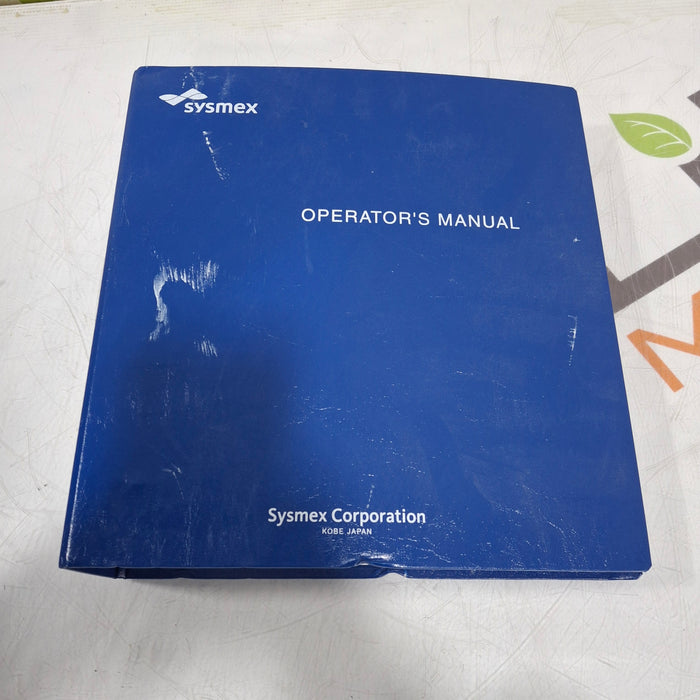 sysmex
OPERATOR'S MANUAL
Sysmex Corporation
KOBE JAPAN